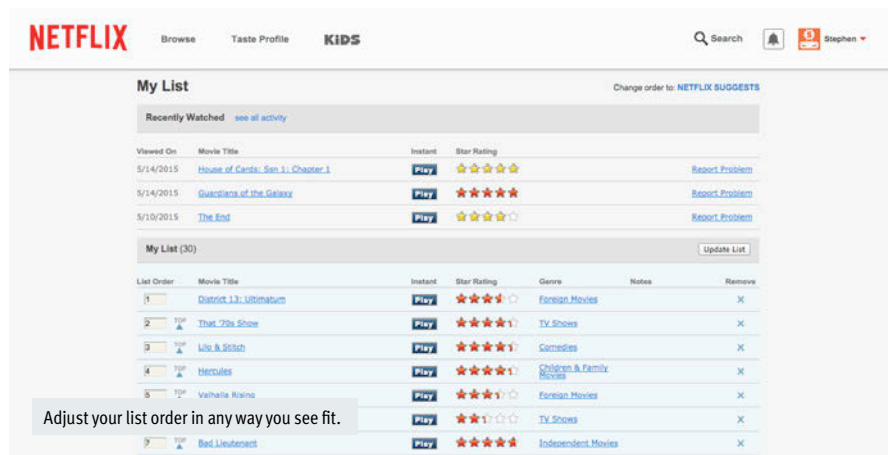 NETFLIX Browse Taste Profile KiDS Search Stephen
My List Change order to: NETFLIX SUGGESTS
Recently Watched see all activity
Viewed On Movie Title Instant Star Rating
5/14/2015 House of Cards: Ssn 1: Chapter 1 Play Report Problem
5/14/2015 Guardians of the Galaxy Play Report Problem
5/10/2015 The End Play Report Problem
My List (30) Update List
List Order Movie Title Instant Star Rating Genre Notes Remove
1 District 13: Ultimatum Play Foreign Movies X
2 TOP That '70s Show Play TV Shows X
3 TOP Lilo & Stitch Play Comedies X
4 TOP Hercules Play Children & Family
Movies X
5 TOP Valhalla Rising Play Foreign Movies X
Adjust your list order in any way you see fit. Play TV Shows X
7 TOP Bad Lieutenant Play Independent Movies X